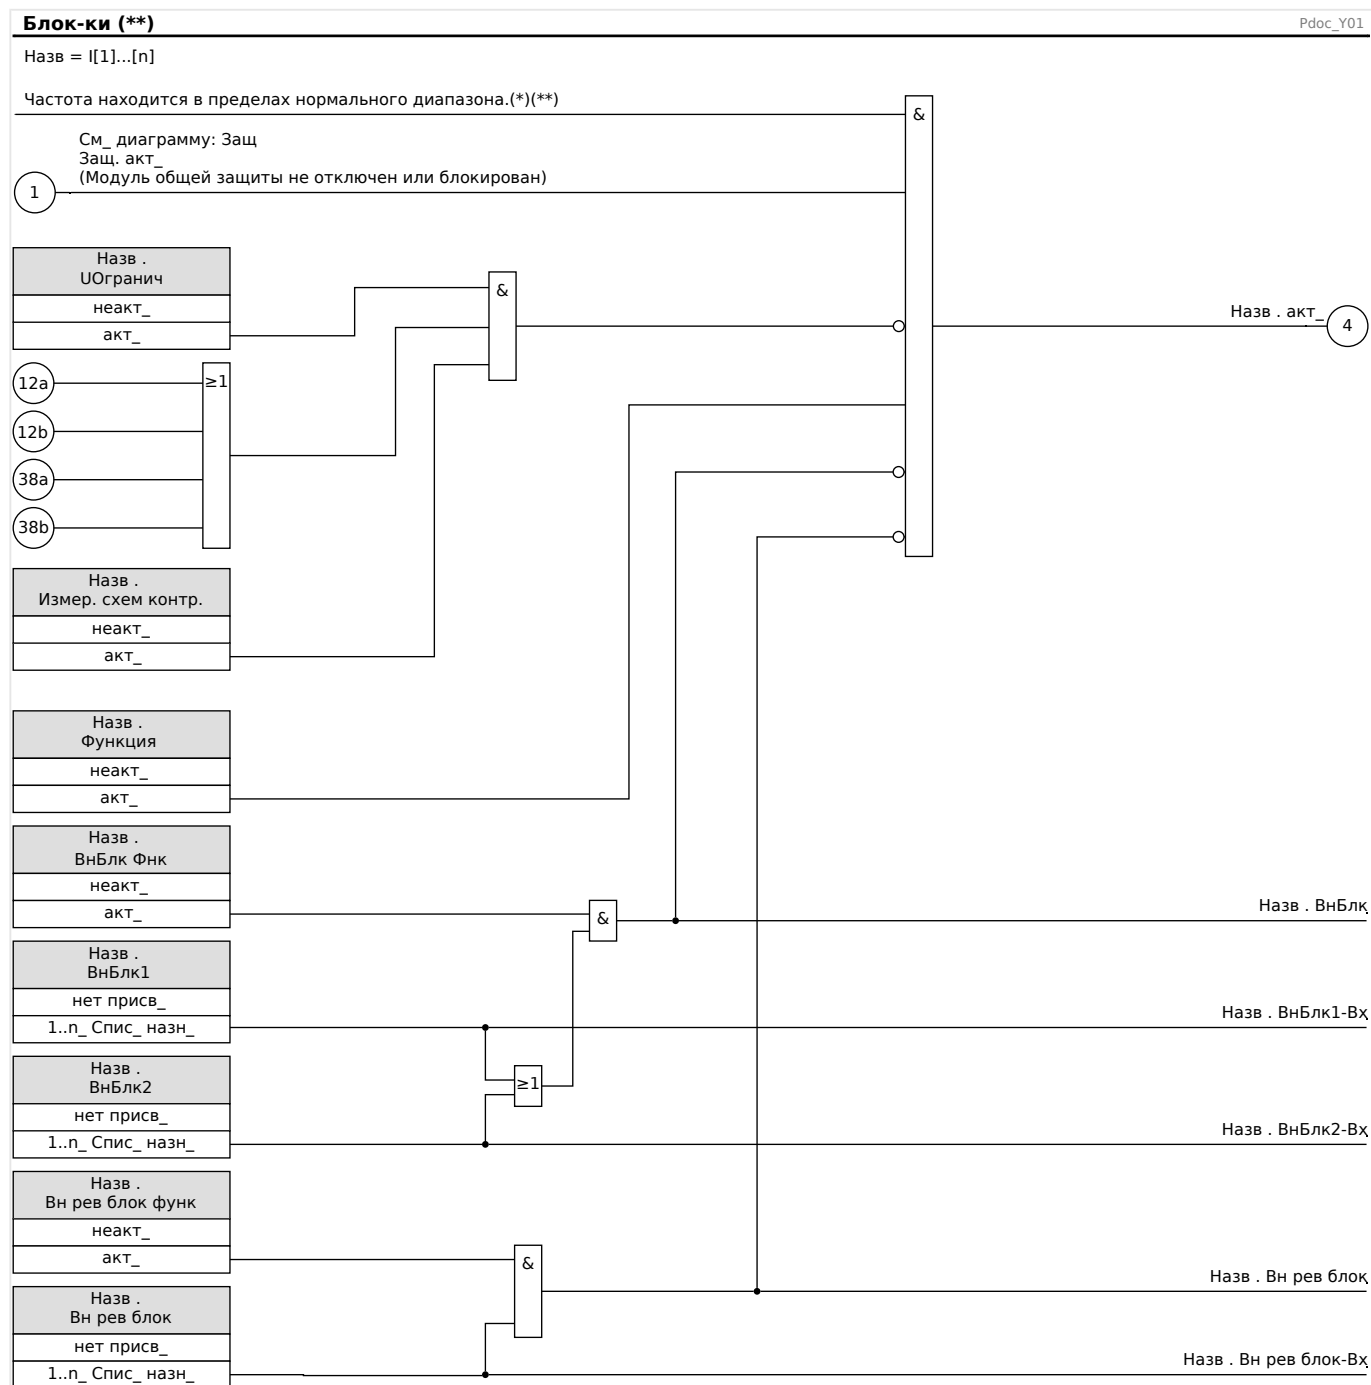 Блок-ки (**)
Pdoc_Y01
Назв = I[1]...[n]
Частота находится в пределах нормального диапазона.(*)(**)
&
См_ диаграмму: Защ
Защ. акт_
(Модуль общей защиты не отключен или блокирован)
1
Назв .
UОгранич
неакт_
акт_
&
Назв . акт_
4
12a
≥1
12b
38a
38b
Назв .
Измер. схем контр.
неакт_
акт_
Назв .
Функция
неакт_
акт_
Назв .
ВнБлк Фнк
неакт_
акт_
&
Назв . ВнБлк
Назв .
ВнБлк1
нет присв_
1..n_ Спис_ назн_
Назв . ВнБлк1-Вх
≥1
Назв .
ВнБлк2
нет присв_
1..n_ Спис_ назн_
Назв . ВнБлк2-Вх
Назв .
Вн рев блок функ
неакт_
акт_
&
Назв . Вн рев блок
Назв .
Вн рев блок
нет присв_
1..n_ Спис_ назн_
Назв . Вн рев блок-Вх